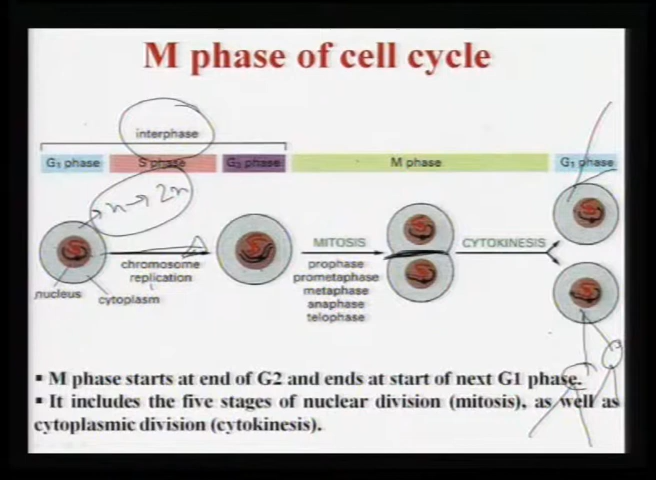 M phase of cell cycle
interphase
G₁ phase S phase G₂ phase M phase G₁ phase
n → 2n
MITOSIS CYTOKINESIS
chromosome
replication
prophase
prometaphase
metaphase
anaphase
telophase
nucleus
cytoplasm
▪ M phase starts at end of G2 and ends at start of next G1 phase.
▪ It includes the five stages of nuclear division (mitosis), as well as
cytoplasmic division (cytokinesis).